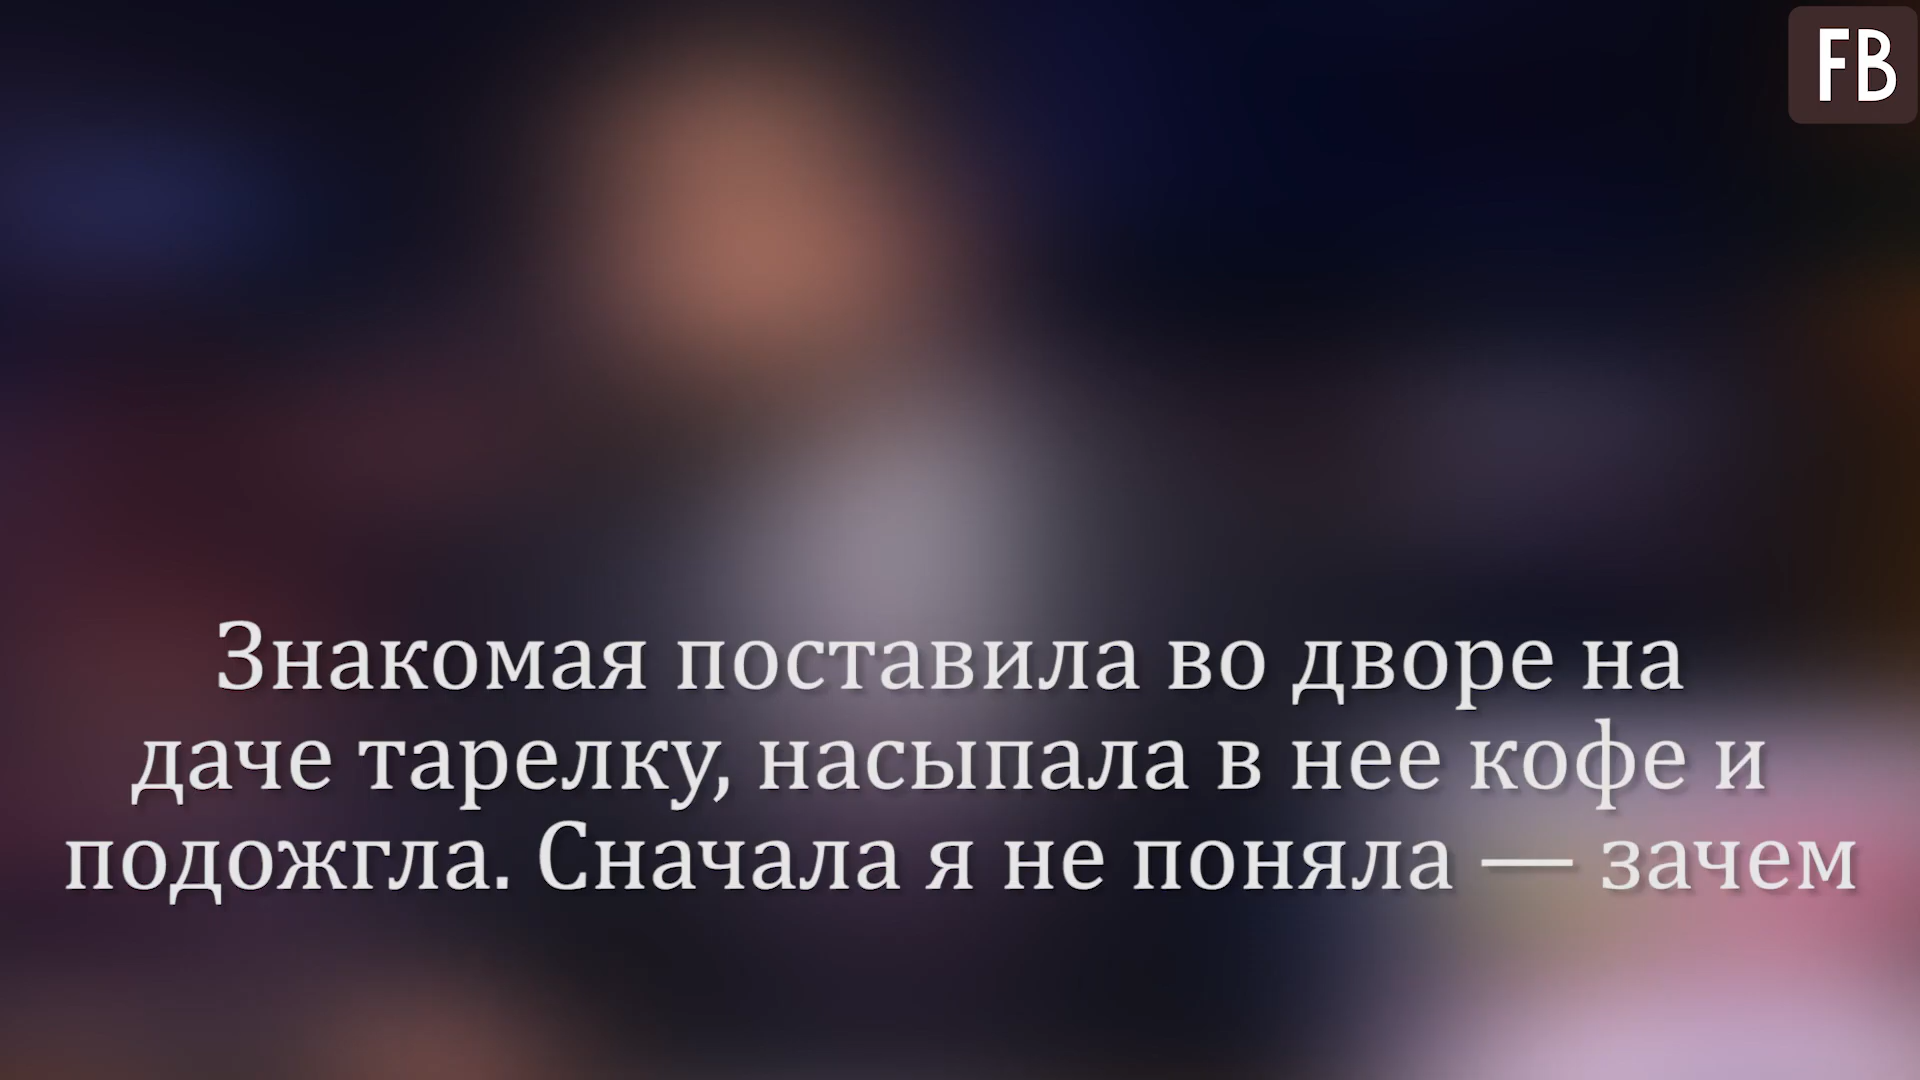 FB
Знакомая поставила во дворе на
даче тарелку, насыпала в нее кофе и
подожгла. Сначала я не поняла — зачем